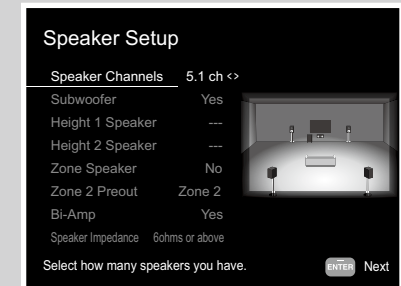 Speaker Setup
Speaker Channels 5.1 ch <>
Subwoofer Yes
Height 1 Speaker ---
Height 2 Speaker ---
Zone Speaker No
Zone 2 Preout Zone 2
Bi-Amp Yes
Speaker Impedance 6ohms or above
Select how many speakers you have. ENTER Next